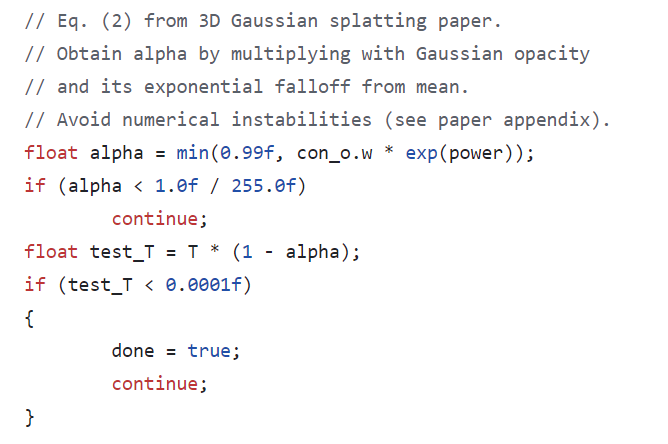 // Eq. (2) from 3D Gaussian splatting paper.
// Obtain alpha by multiplying with Gaussian opacity
// and its exponential falloff from mean.
// Avoid numerical instabilities (see paper appendix).
float alpha = min(0.99f, con_o.w * exp(power));
if (alpha < 1.0f / 255.0f)
        continue;
float test_T = T * (1 - alpha);
if (test_T < 0.0001f)
{
        done = true;
        continue;
}